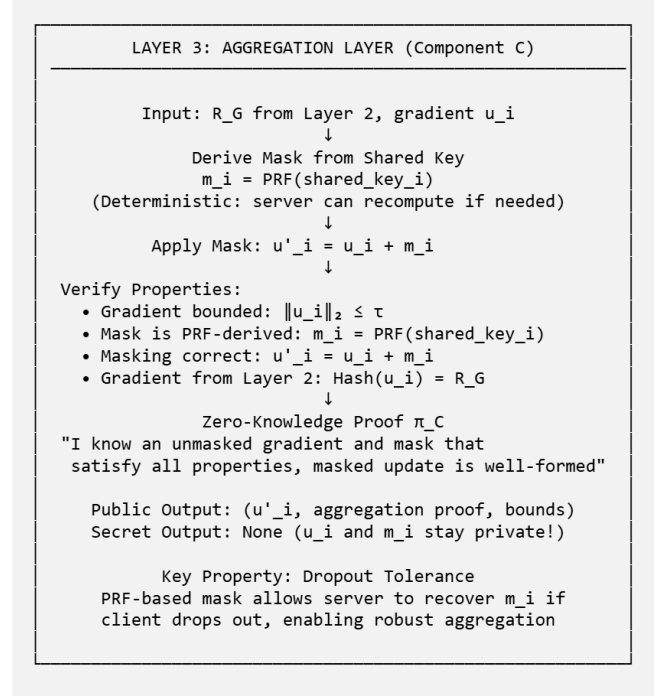 LAYER 3: AGGREGATION LAYER (Component C)
Input: R_G from Layer 2, gradient u_i
↓
Derive Mask from Shared Key
m_i = PRF(shared_key_i)
(Deterministic: server can recompute if needed)
↓
Apply Mask: u'_i = u_i + m_i
↓
Verify Properties:
• Gradient bounded: ‖u_i‖₂ ≤ τ
• Mask is PRF-derived: m_i = PRF(shared_key_i)
• Masking correct: u'_i = u_i + m_i
• Gradient from Layer 2: Hash(u_i) = R_G
↓
Zero-Knowledge Proof π_C
"I know an unmasked gradient and mask that
satisfy all properties, masked update is well-formed"
Public Output: (u'_i, aggregation proof, bounds)
Secret Output: None (u_i and m_i stay private!)
Key Property: Dropout Tolerance
PRF-based mask allows server to recover m_i if
client drops out, enabling robust aggregation